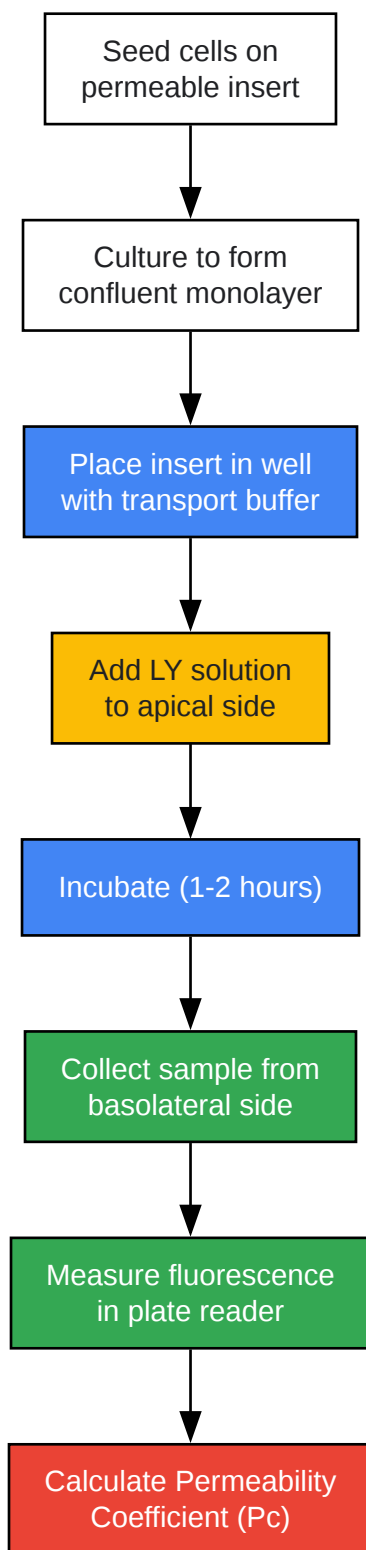 Seed cells on
permeable insert
Culture to form
confluent monolayer
Place insert in well
with transport buffer
Add LY solution
to apical side
Incubate (1-2 hours)
Collect sample from
basolateral side
Measure fluorescence
in plate reader
Calculate Permeability
Coefficient (Pc)